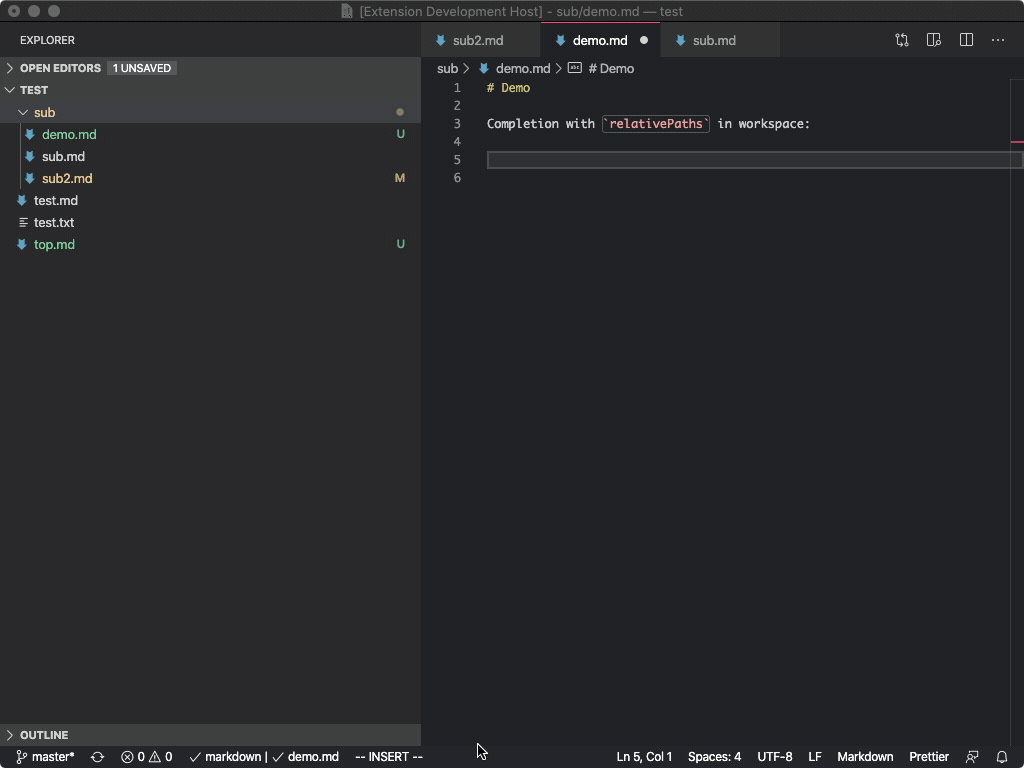 [Extension Development Host] - sub/demo.md — test
EXPLORER
OPEN EDITORS 1 UNSAVED
TEST
sub
demo.md U
sub.md
sub2.md M
test.md
test.txt
top.md U
OUTLINE
sub2.md demo.md sub.md
sub demo.md abc # Demo
1 # Demo
2
3 Completion with `relativePaths` in workspace:
4
5
6
master* 0 0 markdown | demo.md -- INSERT -- Ln 5, Col 1 Spaces: 4 UTF-8 LF Markdown Prettier